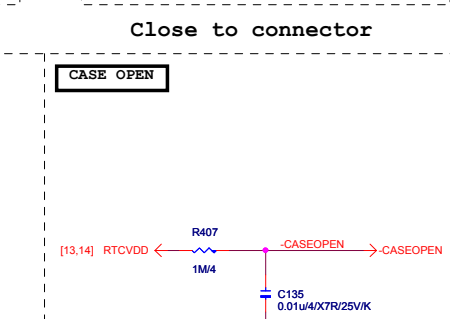 Close to connector
CASE OPEN
R407
[13,14] RTCVDD
-CASEOPEN
-CASEOPEN
1M/4
C135
0.01u/4/X7R/25V/K